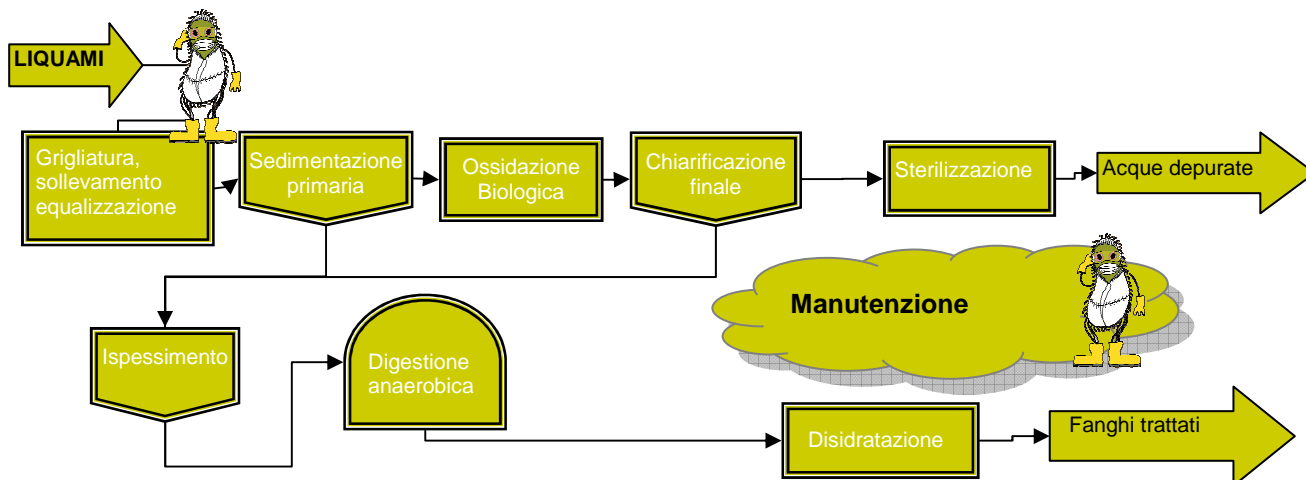 LIQUAMI
Grigliatura,
sollevamento
equalizzazione
Sedimentazione
primaria
Ossidazione
Biologica
Chiarificazione
finale
Sterilizzazione
Acque depurate
Manutenzione
Ispessimento
Digestione
anaerobica
Disidratazione
Fanghi trattati